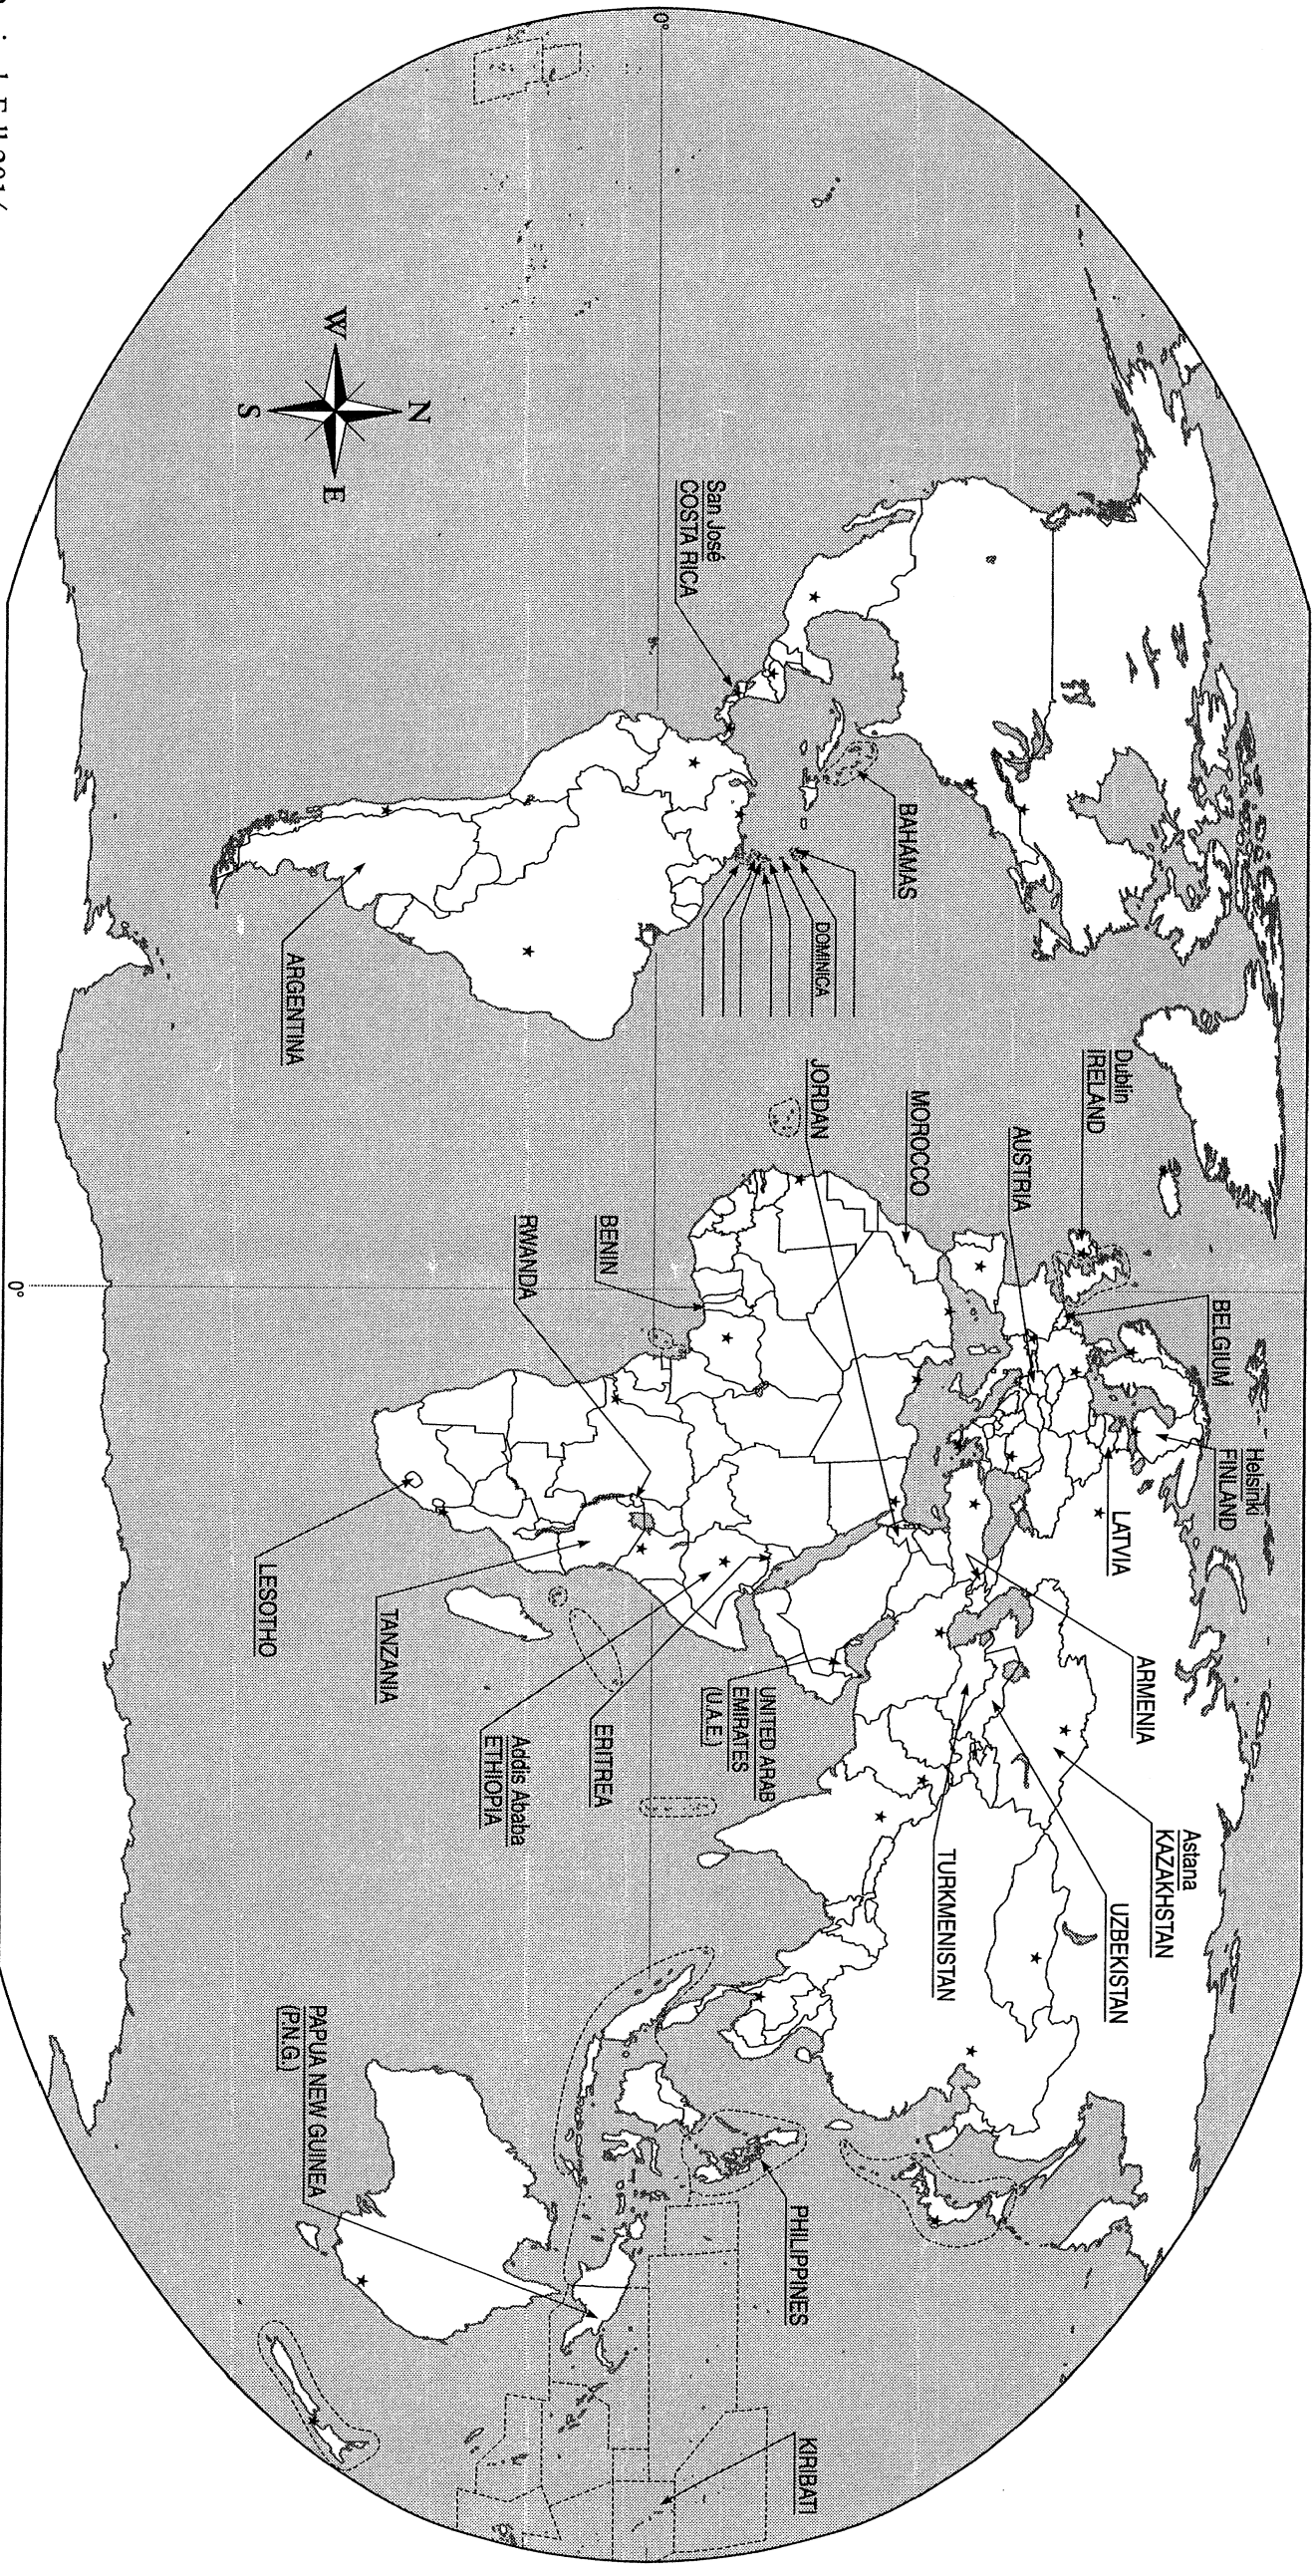 0°
W
N
S
E
San José
COSTA RICA
BAHAMAS
DOMINICA
ARGENTINA
Dublin
IRELAND
JORDAN
MOROCCO
AUSTRIA
BELGIUM
Helsinki
FINLAND
LATVIA
BENIN
RWANDA
0°
LESOTHO
TANZANIA
Addis Ababa
ETHIOPIA
ERITREA
UNITED ARAB
EMIRATES
(U.A.E.)
ARMENIA
Astana
KAZAKHSTAN
UZBEKISTAN
TURKMENISTAN
PAPUA NEW GUINEA
(P.N.G.)
PHILIPPINES
KIRIBATI